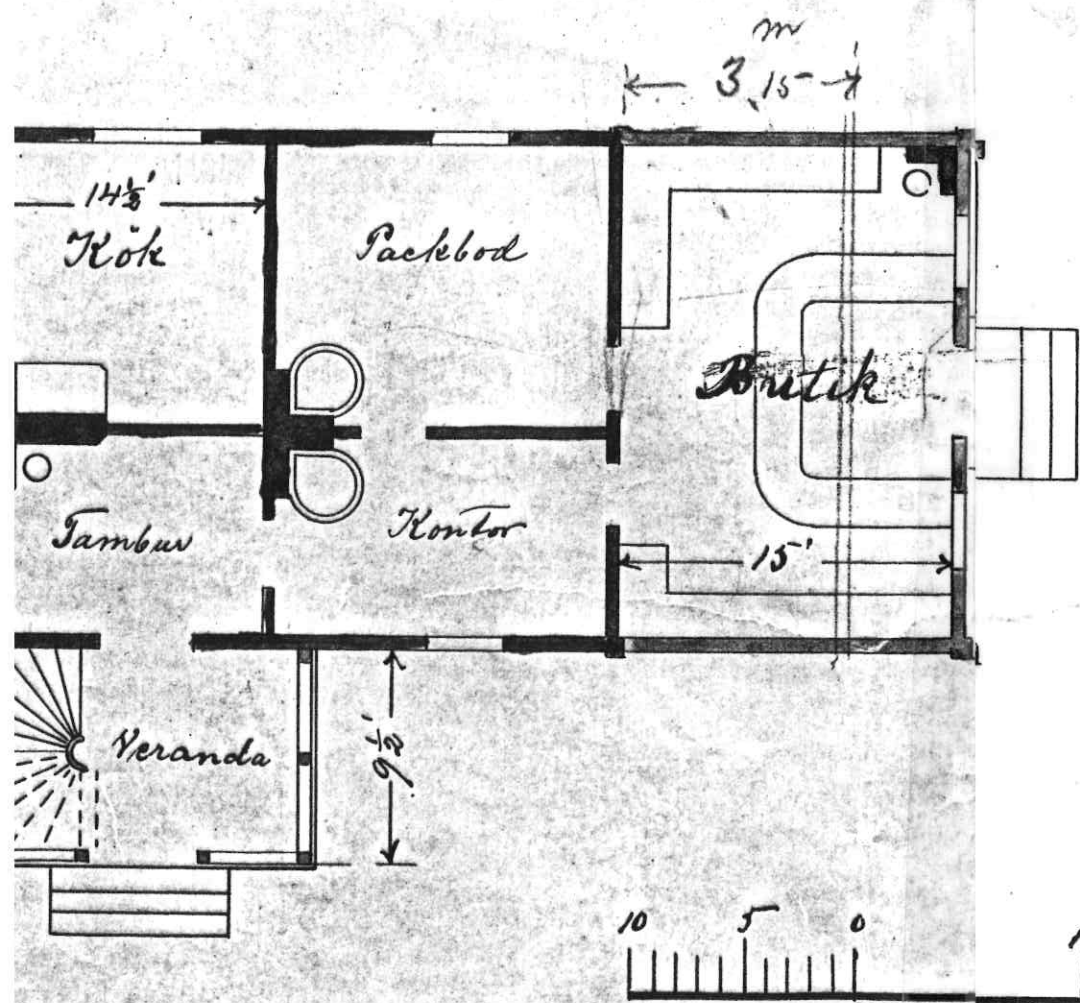 m
3,15
14½'
Kök
Packbod
Butik
Tambur
Kontor
15'
Veranda
9½'
10 5 0